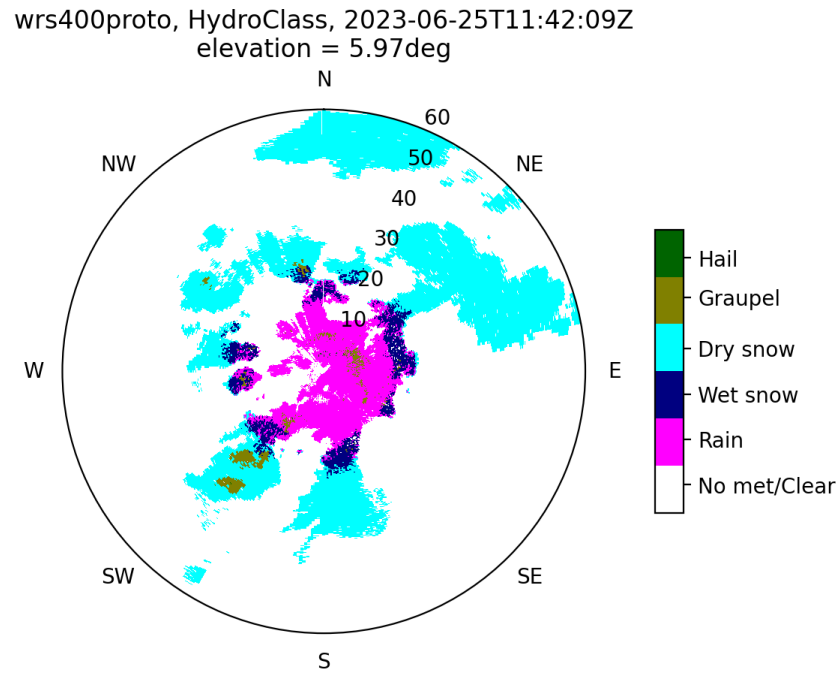 wrs400proto, HydroClass, 2023-06-25T11:42:09Z
elevation = 5.97deg
N
60
NW
50
NE
40
30
20
10
W
E
SW
SE
S
Hail
Graupel
Dry snow
Wet snow
Rain
No met/Clear